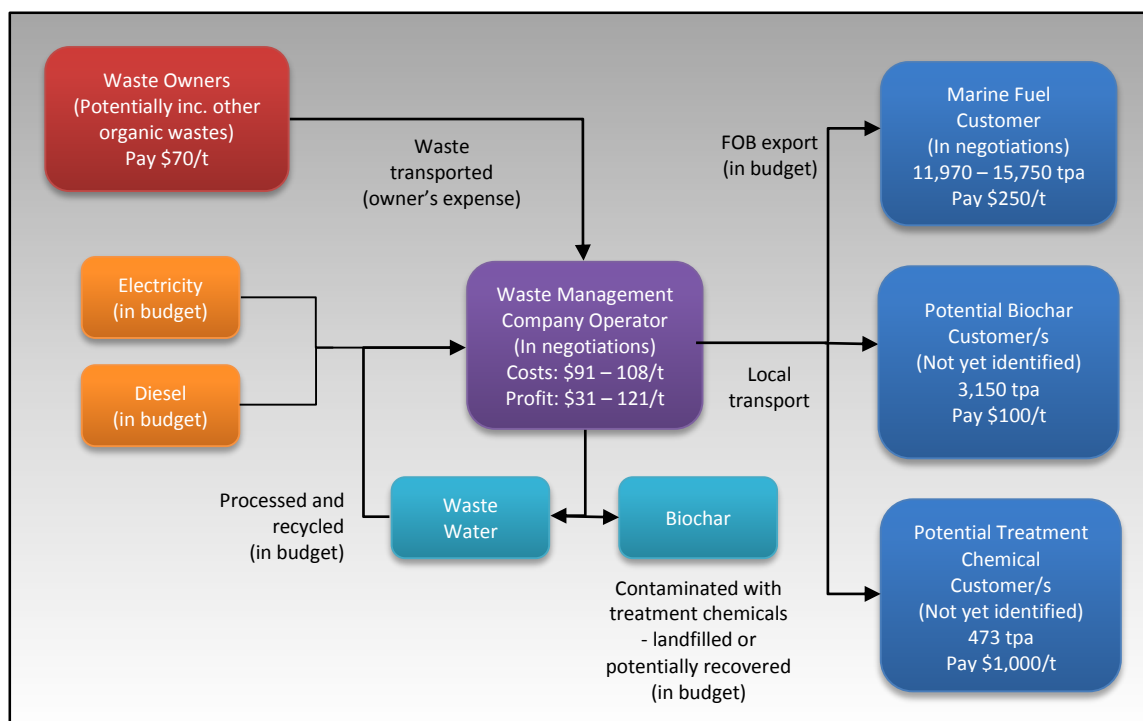 Waste Owners
(Potentially inc. other
organic wastes)
Pay $70/t
Waste
transported
(owner's expense)
FOB export
(in budget)
Marine Fuel
Customer
(In negotiations)
11,970 – 15,750 tpa
Pay $250/t
Electricity
(in budget)
Diesel
(in budget)
Waste Management
Company Operator
(In negotiations)
Costs: $91 – 108/t
Profit: $31 – 121/t
Local
transport
Potential Biochar
Customer/s
(Not yet identified)
3,150 tpa
Pay $100/t
Processed and
recycled
(in budget)
Waste
Water
Biochar
Contaminated with
treatment chemicals
- landfilled or
potentially recovered
(in budget)
Potential Treatment
Chemical
Customer/s
(Not yet identified)
473 tpa
Pay $1,000/t